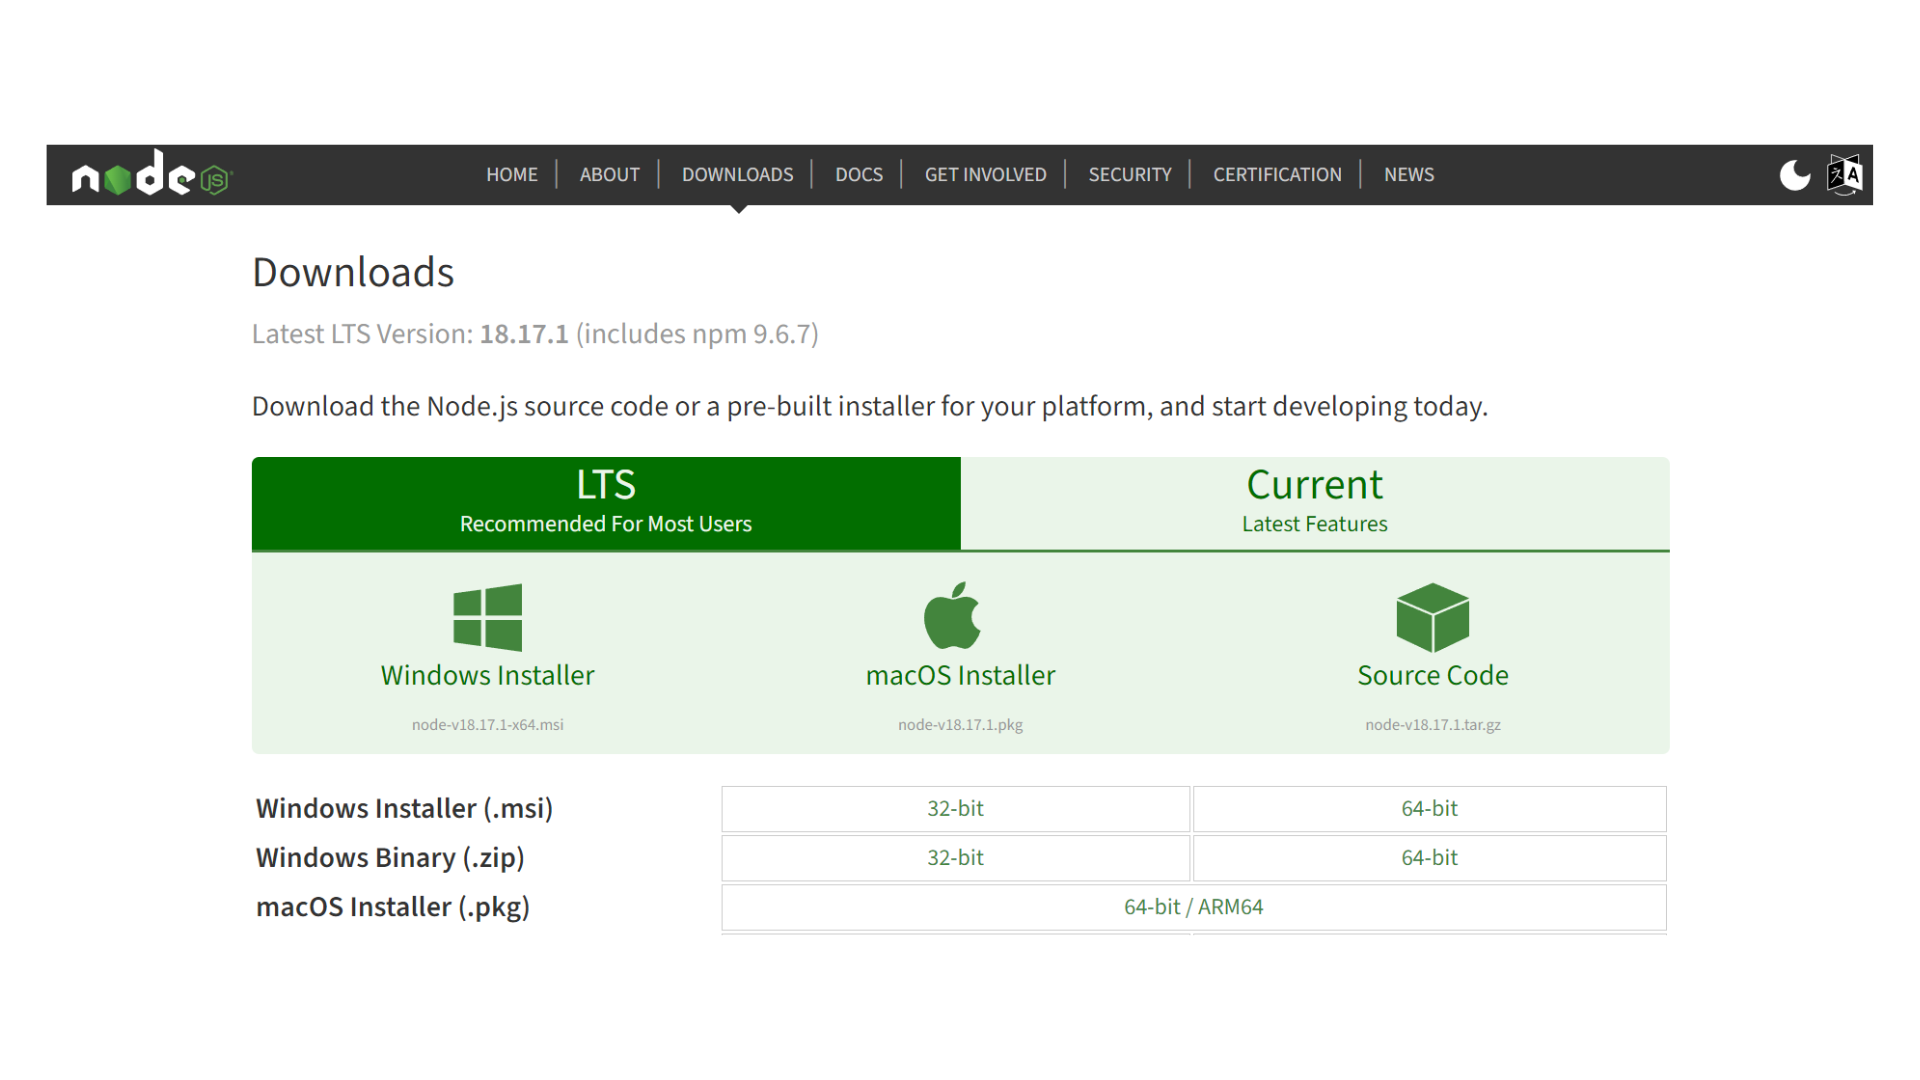 node JS
HOME ABOUT DOWNLOADS DOCS GET INVOLVED SECURITY CERTIFICATION NEWS
Downloads
Latest LTS Version: 18.17.1 (includes npm 9.6.7)
Download the Node.js source code or a pre-built installer for your platform, and start developing today.
LTS
Recommended For Most Users
Current
Latest Features
Windows Installer
node-v18.17.1-x64.msi
macOS Installer
node-v18.17.1.pkg
Source Code
node-v18.17.1.tar.gz
Windows Installer (.msi) 32-bit 64-bit
Windows Binary (.zip) 32-bit 64-bit
macOS Installer (.pkg) 64-bit / ARM64